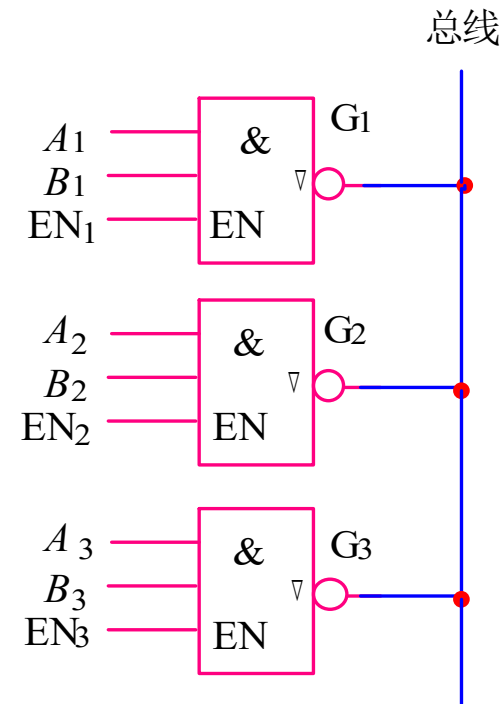 总线
G1
A1
&
B1
▽
EN1
EN
G2
A2
&
B2
▽
EN2
EN
G3
A3
&
B3
▽
EN3
EN